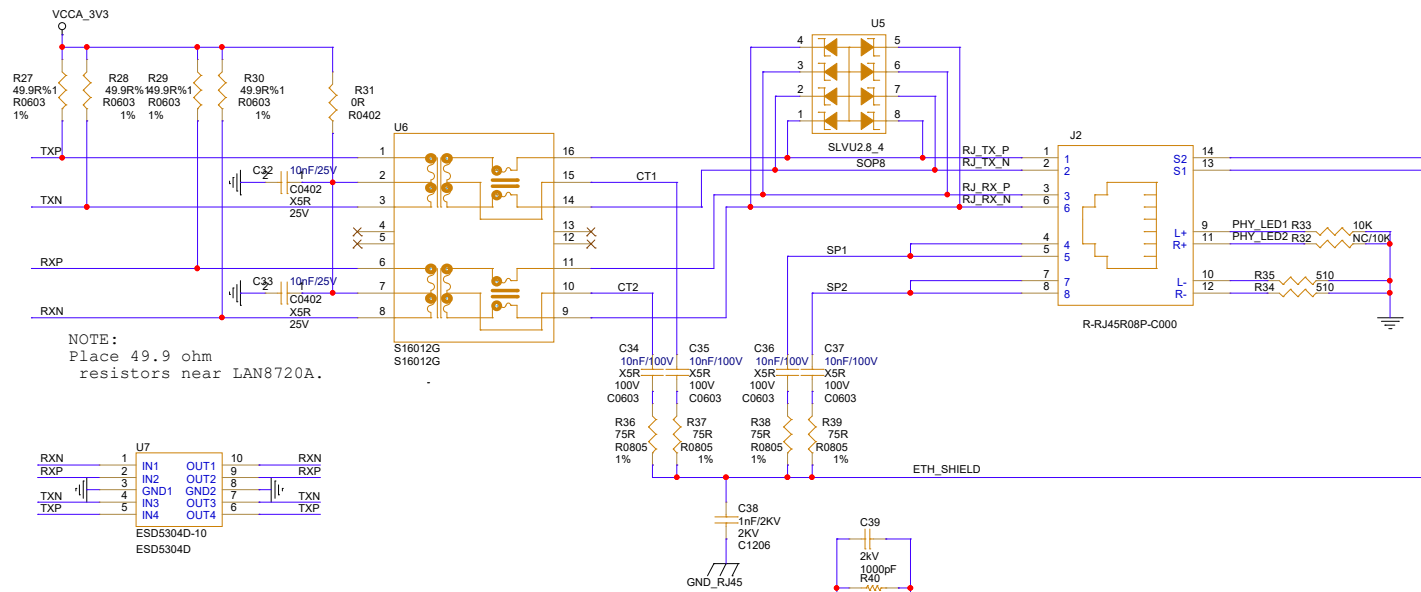 VCCA_3V3
R27
49.9R%1
R0603
1%
R28
49.9R%1
R0603
1%
R29
49.9R%1
R0603
1%
R30
49.9R%1
R0603
1%
R31
0R
R0402
TXP
TXN
RXP
RXN
C32
10nF/25V
2
1
C0402
X5R
25V
C33
10nF/25V
2
1
C0402
X5R
25V
U6
1
2
3
4
5
6
7
8
16
15
14
13
12
11
10
9
S16012G
S16012G
-
CT1
CT2
U5
4
3
2
1
5
6
7
8
SLVU2.8_4
SOP8
RJ_TX_P
RJ_TX_N
RJ_RX_P
RJ_RX_N
SP1
SP2
J2
1
2
3
6
4
5
7
8
1
2
3
6
4
5
7
8
S2
S1
L+
R+
L-
R-
14
13
9
11
10
12
R-RJ45R08P-C000
PHY_LED1
R33
10K
PHY_LED2
R32
NC/10K
R35
510
R34
510
NOTE:
Place 49.9 ohm
resistors near LAN8720A.
C34
10nF/100V
X5R
100V
C0603
C35
10nF/100V
X5R
100V
C0603
C36
10nF/100V
X5R
100V
C0603
C37
10nF/100V
X5R
100V
C0603
R36
75R
R0805
1%
R37
75R
R0805
1%
R38
75R
R0805
1%
R39
75R
R0805
1%
ETH_SHIELD
C38
1nF/2KV
2KV
C1206
GND_RJ45
C39
2kV
1000pF
R40
U7
RXN
RXP
TXN
TXP
1
2
3
4
5
IN1
IN2
GND1
IN3
IN4
OUT1
OUT2
GND2
OUT3
OUT4
10
9
8
7
6
RXN
RXP
TXN
TXP
ESD5304D-10
ESD5304D